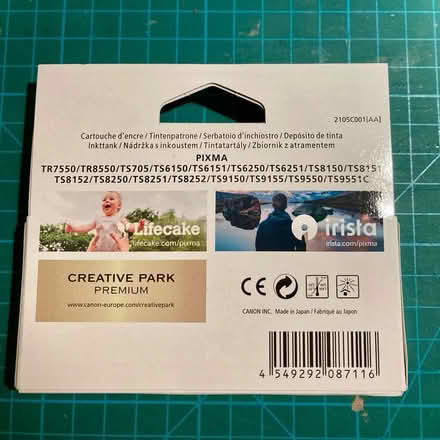 2105C001[AA]
Cartouche d'encre / Tintenpatrone / Serbatoio d'inchiostro / Depósito de tinta
Inktank / Nádržka s inkoustem / Tintatartály / Zbiornik z atramentem
PIXMA
TR7550/TR8550/TS705/TS6150/TS6151/TS6250/TS6251/TS8150/TS8151
TS8152/TS8250/TS8251/TS8252/TS9150/TS9155/TS9550/TS9551C
Lifecake
lifecake.com/pixma
irista
irista.com/pixma
CREATIVE PARK
PREMIUM
www.canon-europe.com/creativepark
CE
CANON INC. Made in Japan / Fabriqué au Japon
4 549292 087116